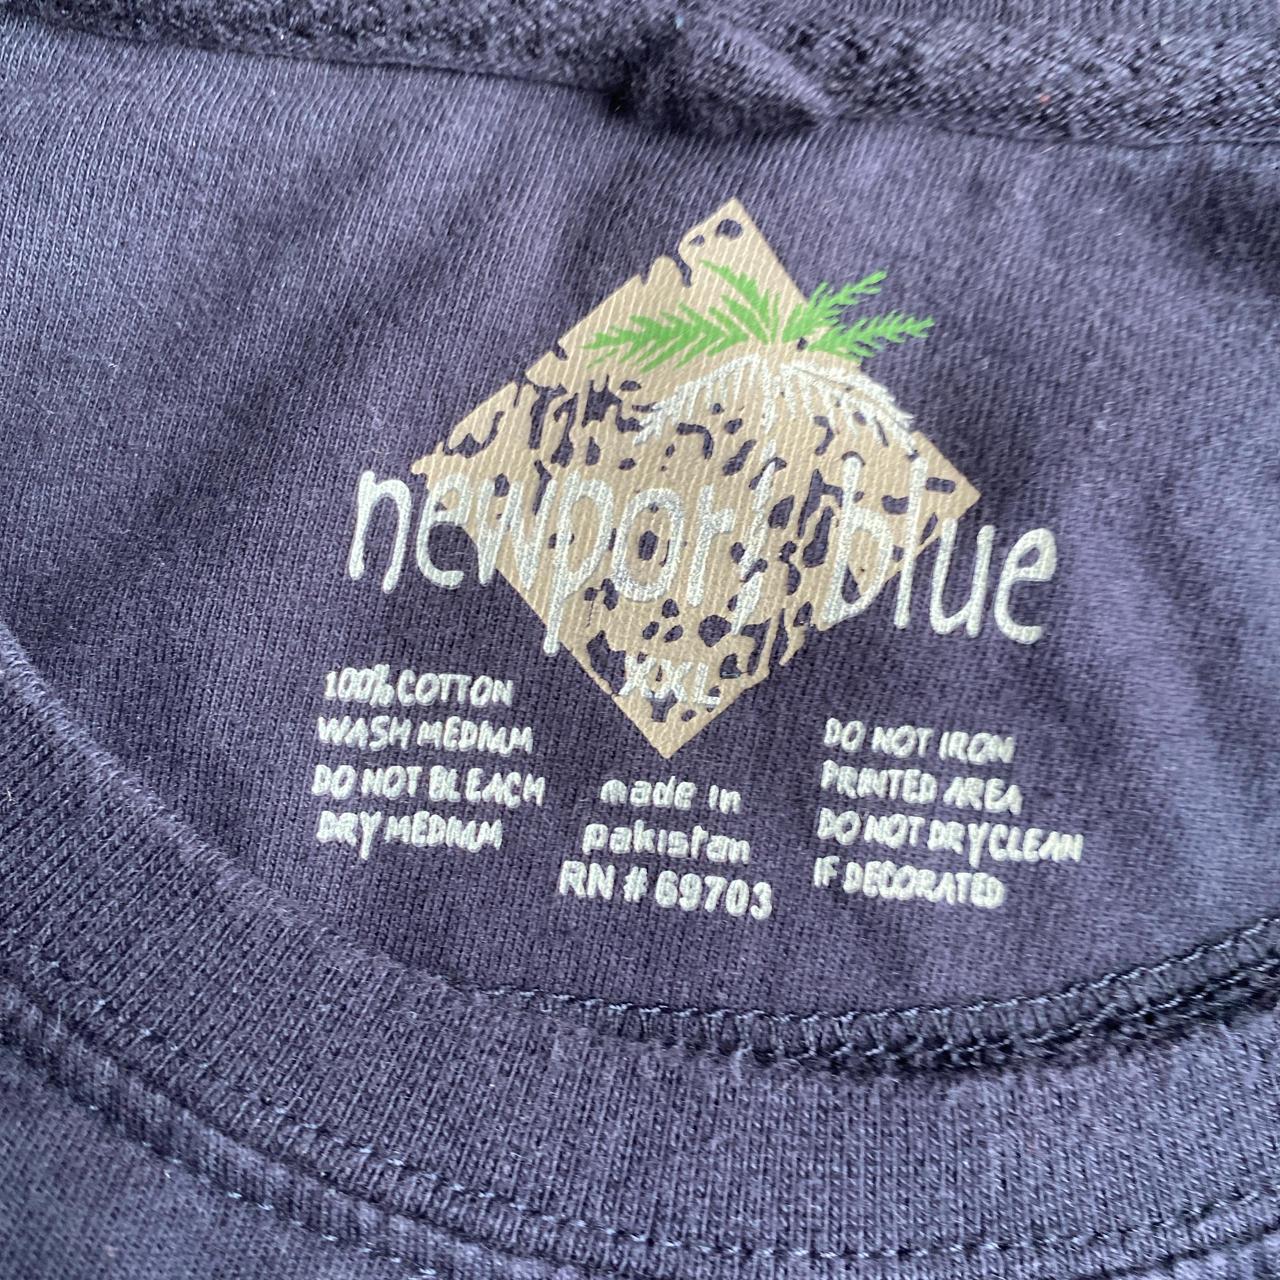 newport blue
XXL
100% COTTON
WASH MEDIUM
DO NOT BLEACH
DRY MEDIUM
made in
pakistan
RN # 69703
DO NOT IRON
PRINTED AREA
DO NOT DRYCLEAN
IF DECORATED